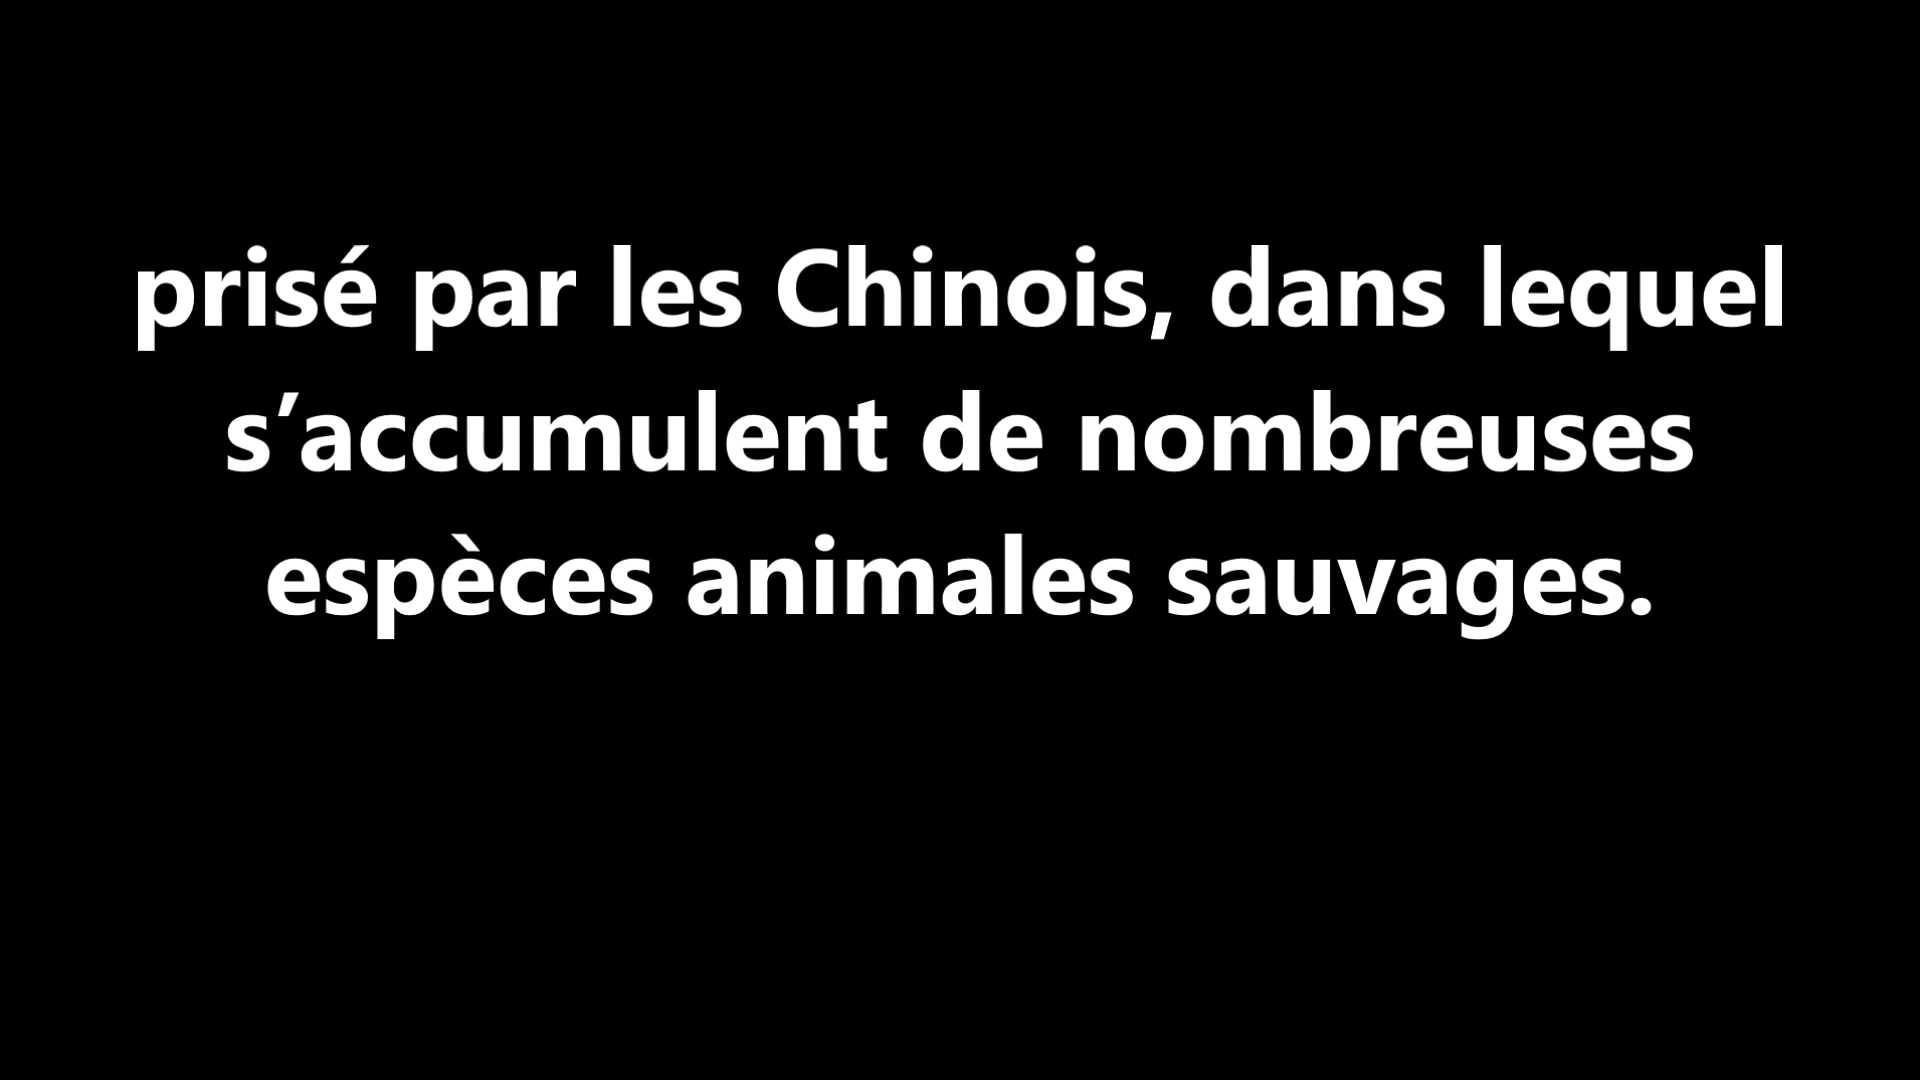 prisé par les Chinois, dans lequel
s’accumulent de nombreuses
espèces animales sauvages.